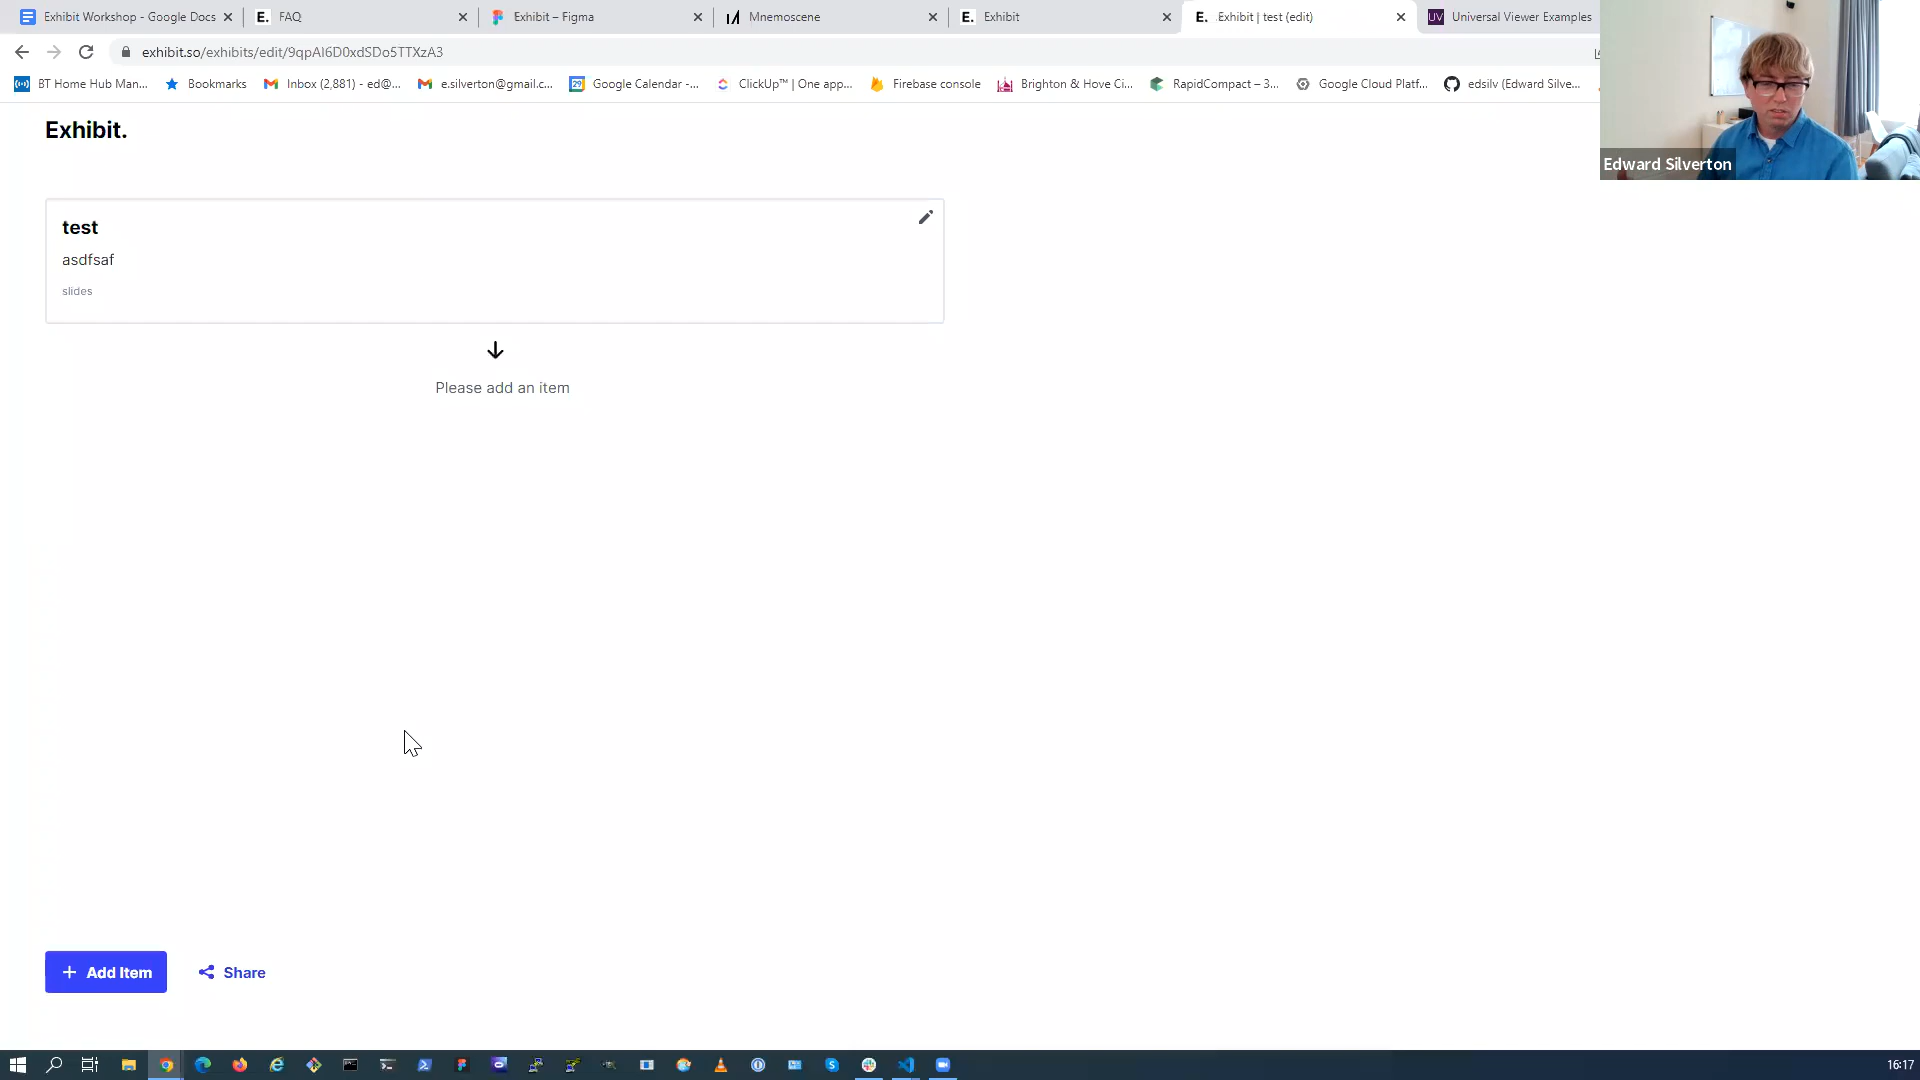 Exhibit Workshop - Google Docs
E. FAQ
Exhibit – Figma
Mnemoscene
E. Exhibit
E. Exhibit | test (edit)
UV Universal Viewer Examples
exhibit.so/exhibits/edit/9qpAI6D0xdSDo5TTXzA3
BT Home Hub Man...
Bookmarks
Inbox (2,881) - ed@...
e.silverton@gmail.c...
Google Calendar -...
ClickUp™ | One app...
Firebase console
Brighton & Hove Ci...
RapidCompact – 3...
Google Cloud Platf...
edsilv (Edward Silve...
Edward Silverton
Exhibit.
test
asdfsaf
slides
Please add an item
+ Add Item
Share
16:17